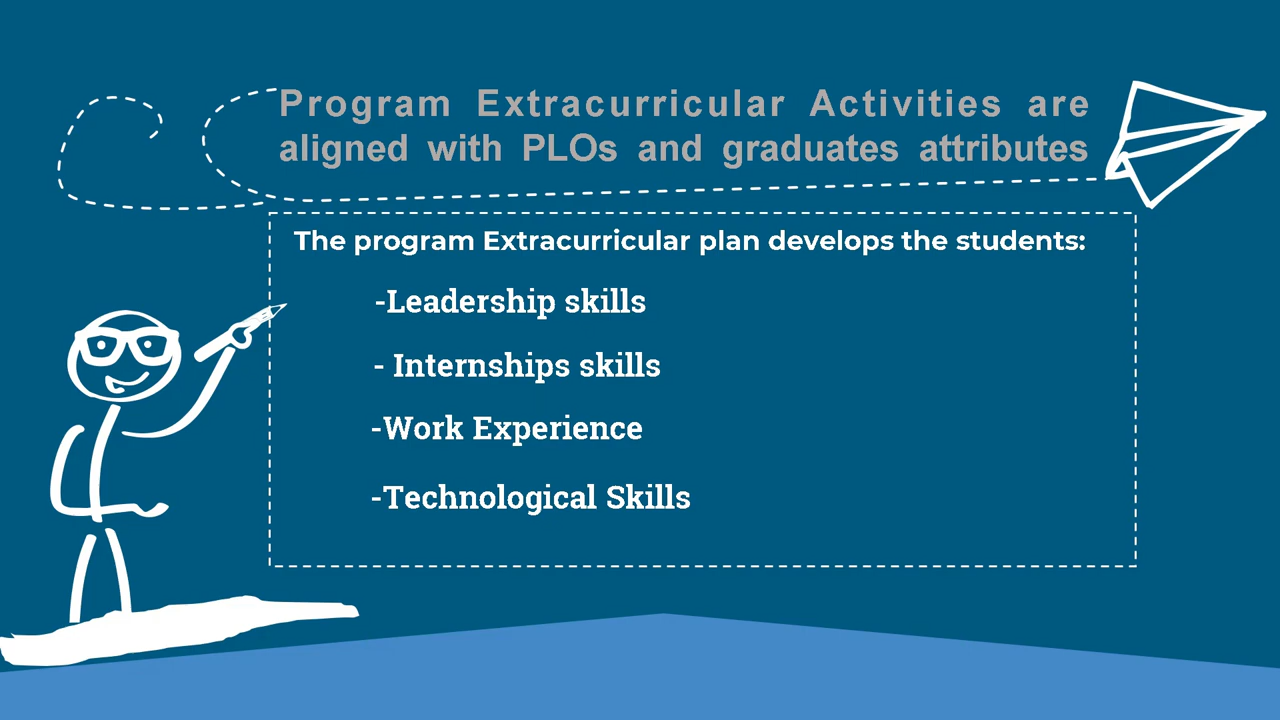 Program Extracurricular Activities are
aligned with PLOs and graduates attributes
The program Extracurricular plan develops the students:
-Leadership skills
- Internships skills
-Work Experience
-Technological Skills